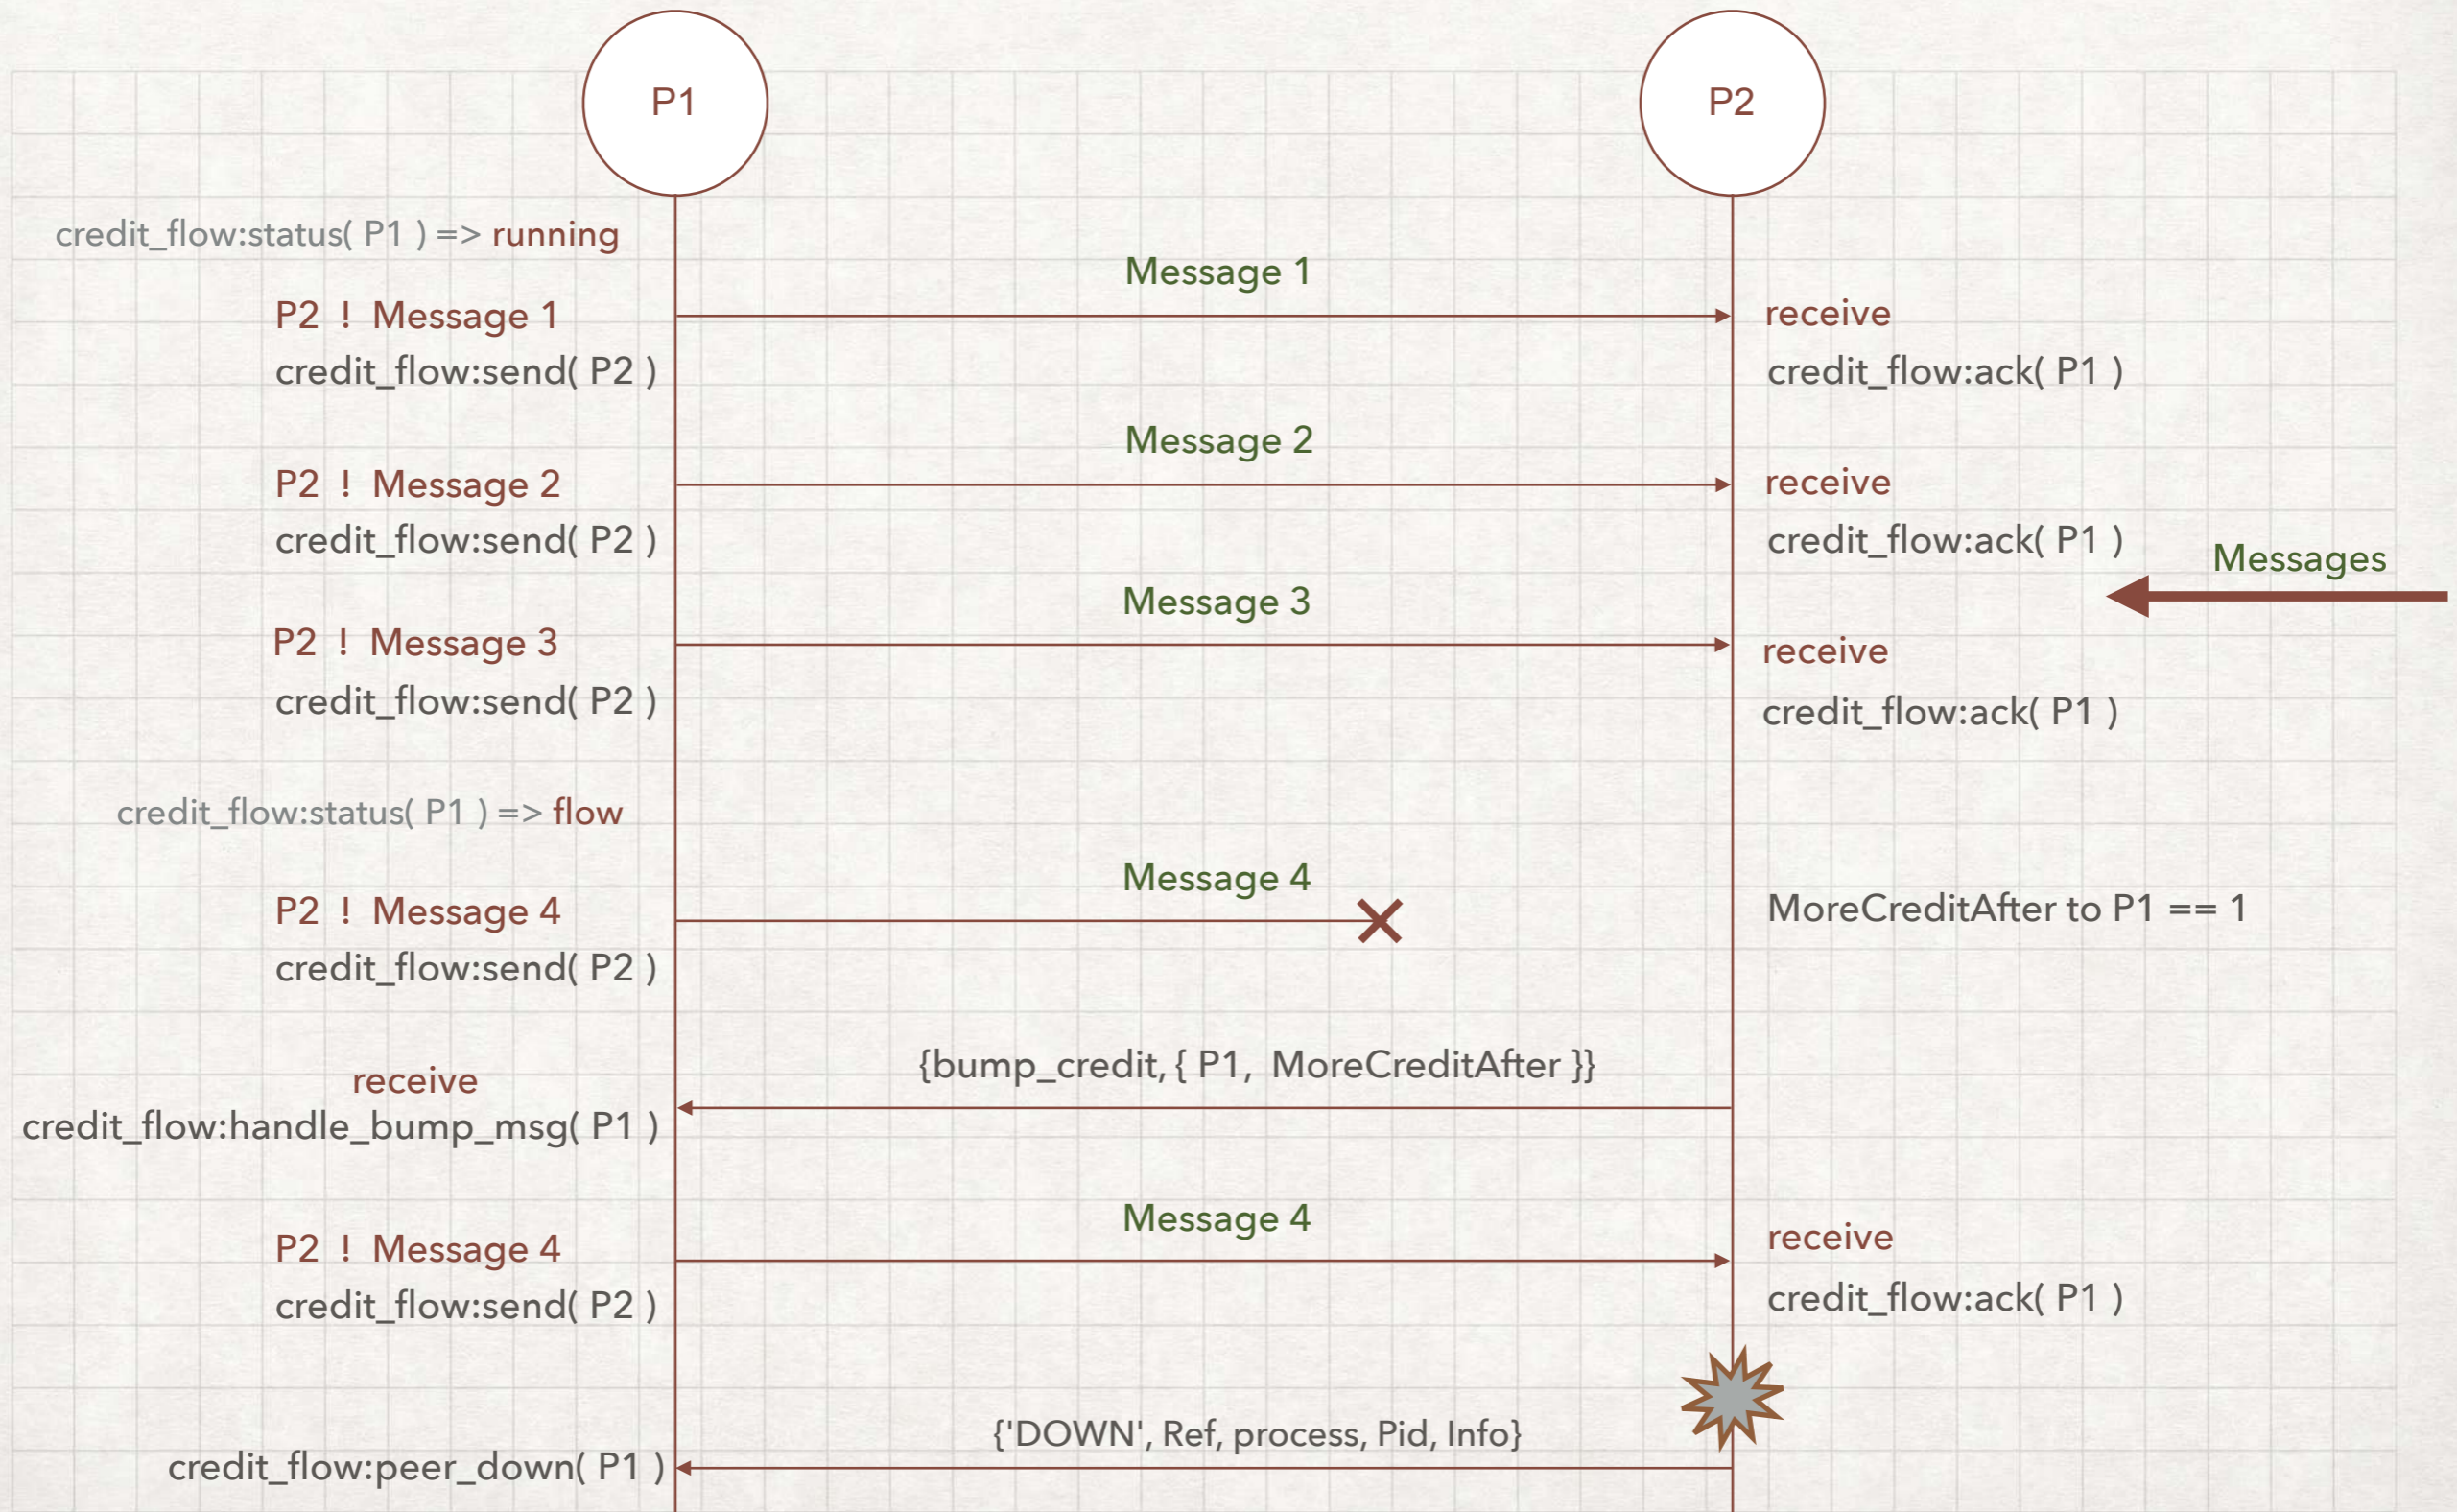 P1
P2
credit_flow:status( P1 ) => running
Message 1
P2 ! Message 1
receive
credit_flow:send( P2 )
credit_flow:ack( P1 )
Message 2
P2 ! Message 2
receive
credit_flow:send( P2 )
credit_flow:ack( P1 )
Messages
Message 3
P2 ! Message 3
receive
credit_flow:send( P2 )
credit_flow:ack( P1 )
credit_flow:status( P1 ) => flow
Message 4
P2 ! Message 4
MoreCreditAfter to P1 == 1
credit_flow:send( P2 )
{bump_credit, { P1, MoreCreditAfter }}
receive
credit_flow:handle_bump_msg( P1 )
Message 4
P2 ! Message 4
receive
credit_flow:send( P2 )
credit_flow:ack( P1 )
{'DOWN', Ref, process, Pid, Info}
credit_flow:peer_down( P1 )